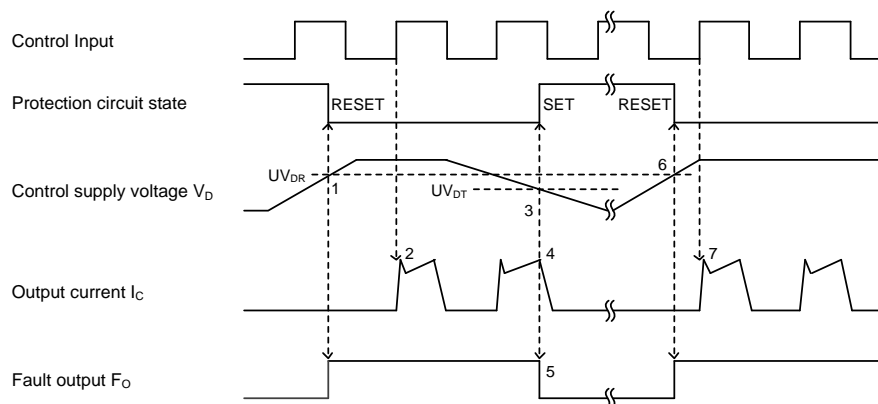 Control Input
Protection circuit state
RESET
SET
RESET
Control supply voltage VD
UVDR
1
UVDT
3
6
Output current IC
2
4
7
Fault output FO
5